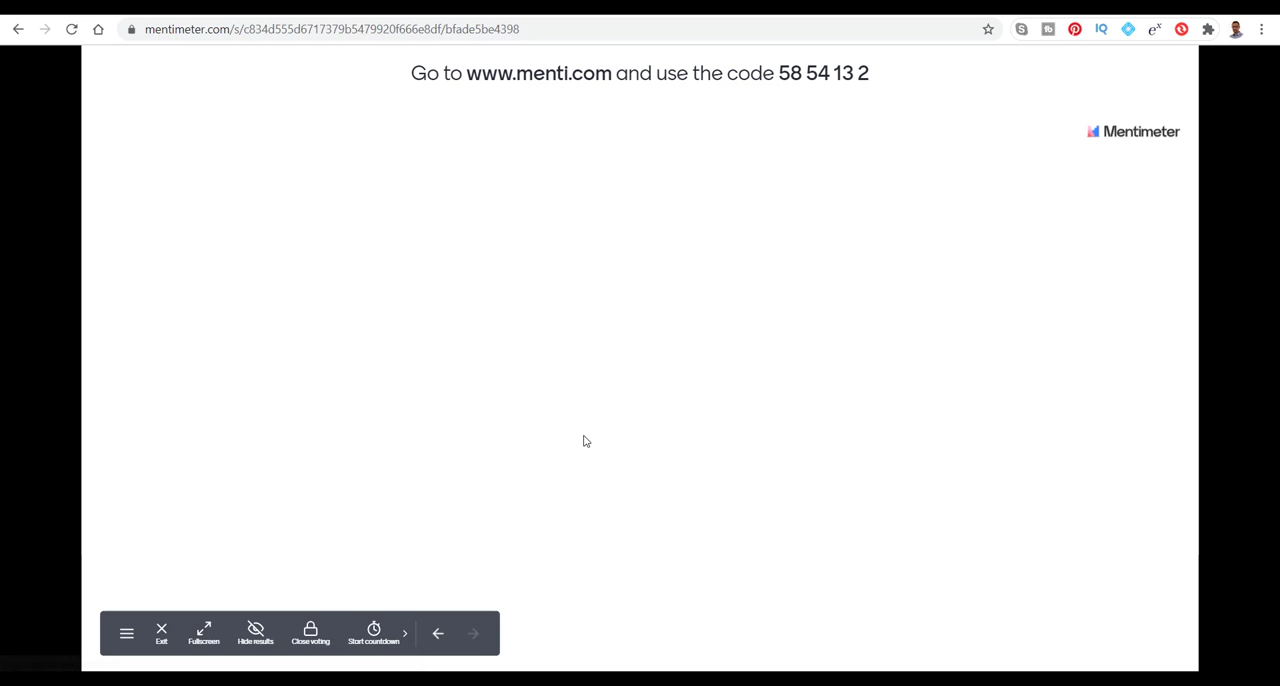 mentimeter.com/s/c834d555d6717379b5479920f666e8df/bfade5be4398
IQ
e^x
Go to www.menti.com and use the code 58 54 13 2
Mentimeter
Exit
Fullscreen
Hide results
Close voting
Start countdown